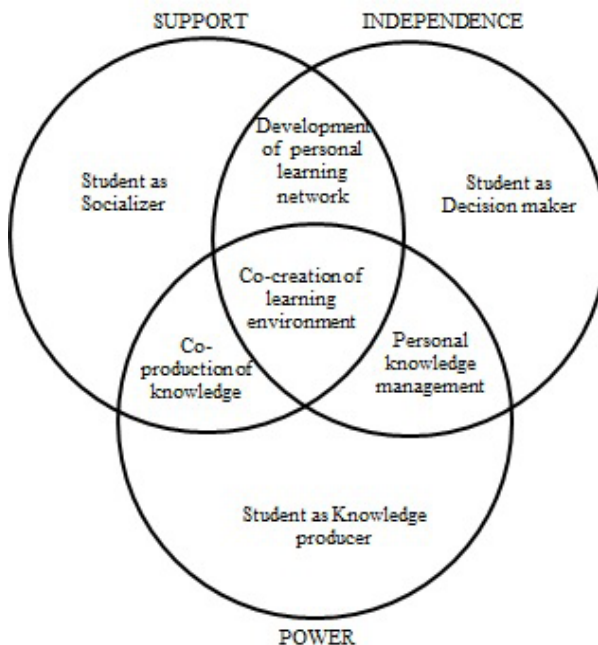 SUPPORT
INDEPENDENCE
Development
of personal
learning
network
Student as
Socializer
Student as
Decision maker
Co-creation of
learning
environment
Co-
production of
knowledge
Personal
knowledge
management
Student as Knowledge
producer
POWER